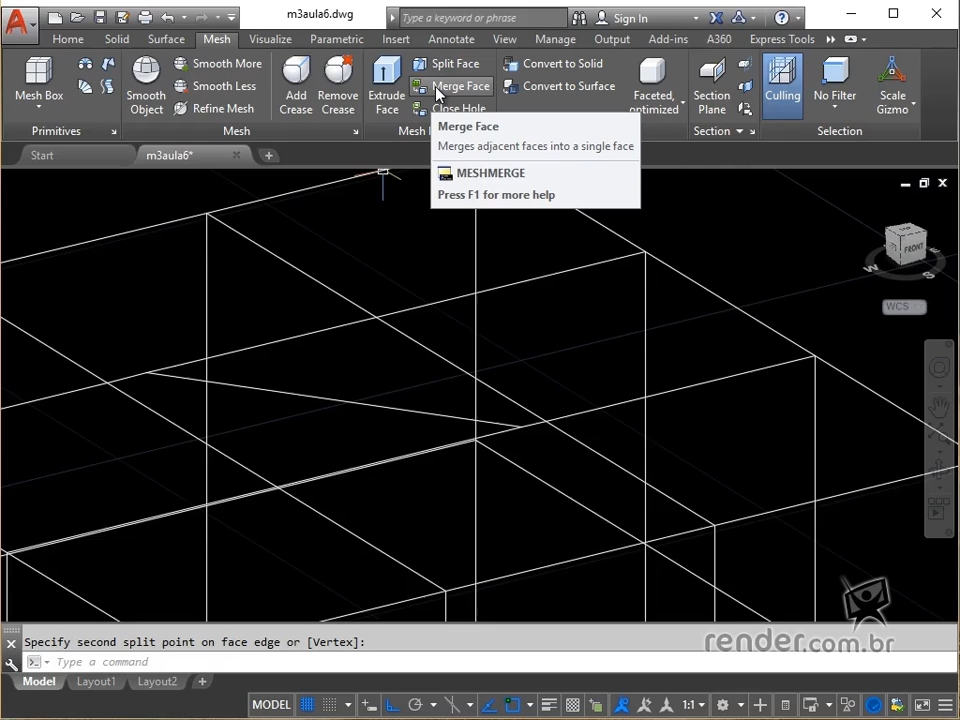 m3aula6.dwg
Type a keyword or phrase
Sign In
Home
Solid
Surface
Mesh
Visualize
Parametric
Insert
Annotate
View
Manage
Output
Add-ins
A360
Express Tools
Mesh Box
Smooth More
Smooth Less
Refine Mesh
Smooth Object
Add Crease
Remove Crease
Extrude Face
Split Face
Merge Face
Close Hole
Convert to Solid
Convert to Surface
Faceted, optimized
Section Plane
Culling
No Filter
Scale Gizmo
Primitives
Mesh
Mesh
Section
Selection
Start
m3aula6*
Merge Face
Merges adjacent faces into a single face
MESHMERGE
Press F1 for more help
FRONT
W
S
WCS
render.com.br
Specify second split point on face edge or [Vertex]:
Type a command
Model
Layout1
Layout2
MODEL
1:1